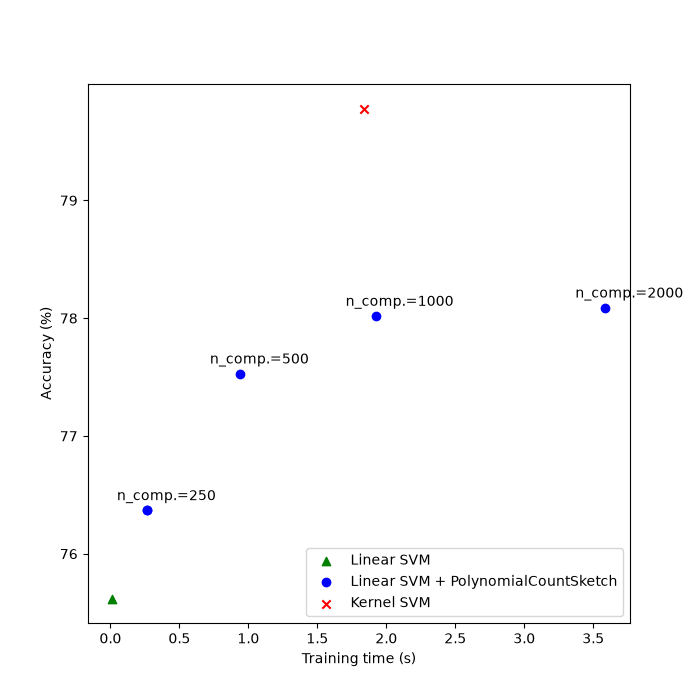 79
78
77
76
Accuracy (%)
n_comp.=2000
n_comp.=1000
n_comp.=500
n_comp.=250
Linear SVM
Linear SVM + PolynomialCountSketch
Kernel SVM
0.0 0.5 1.0 1.5 2.0 2.5 3.0 3.5
Training time (s)